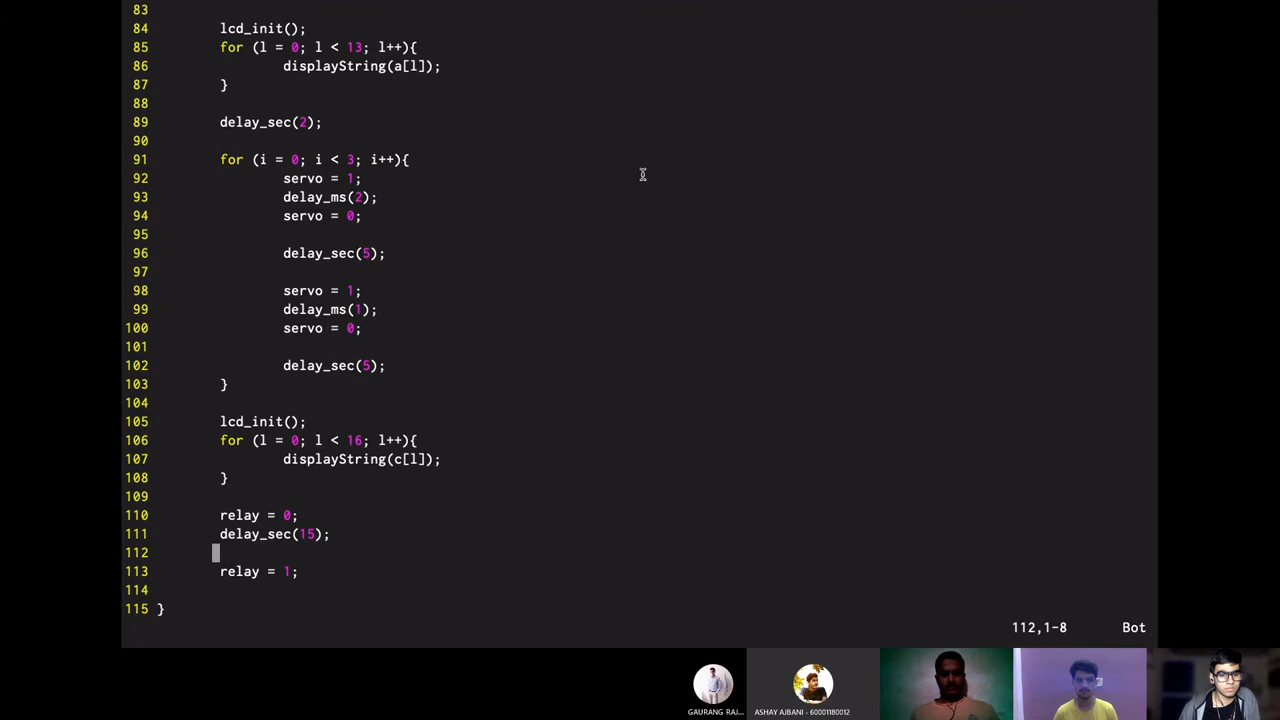 83
84 lcd_init();
85 for (l = 0; l < 13; l++){
86 displayString(a[l]);
87 }
88
89 delay_sec(2);
90
91 for (i = 0; i < 3; i++){
92 servo = 1;
93 delay_ms(2);
94 servo = 0;
95
96 delay_sec(5);
97
98 servo = 1;
99 delay_ms(1);
100 servo = 0;
101
102 delay_sec(5);
103 }
104
105 lcd_init();
106 for (l = 0; l < 16; l++){
107 displayString(c[l]);
108 }
109
110 relay = 0;
111 delay_sec(15);
112
113 relay = 1;
114
115 }
112,1-8 Bot
GAURANG RAJ... ASHAY AJBANI - 60001180012